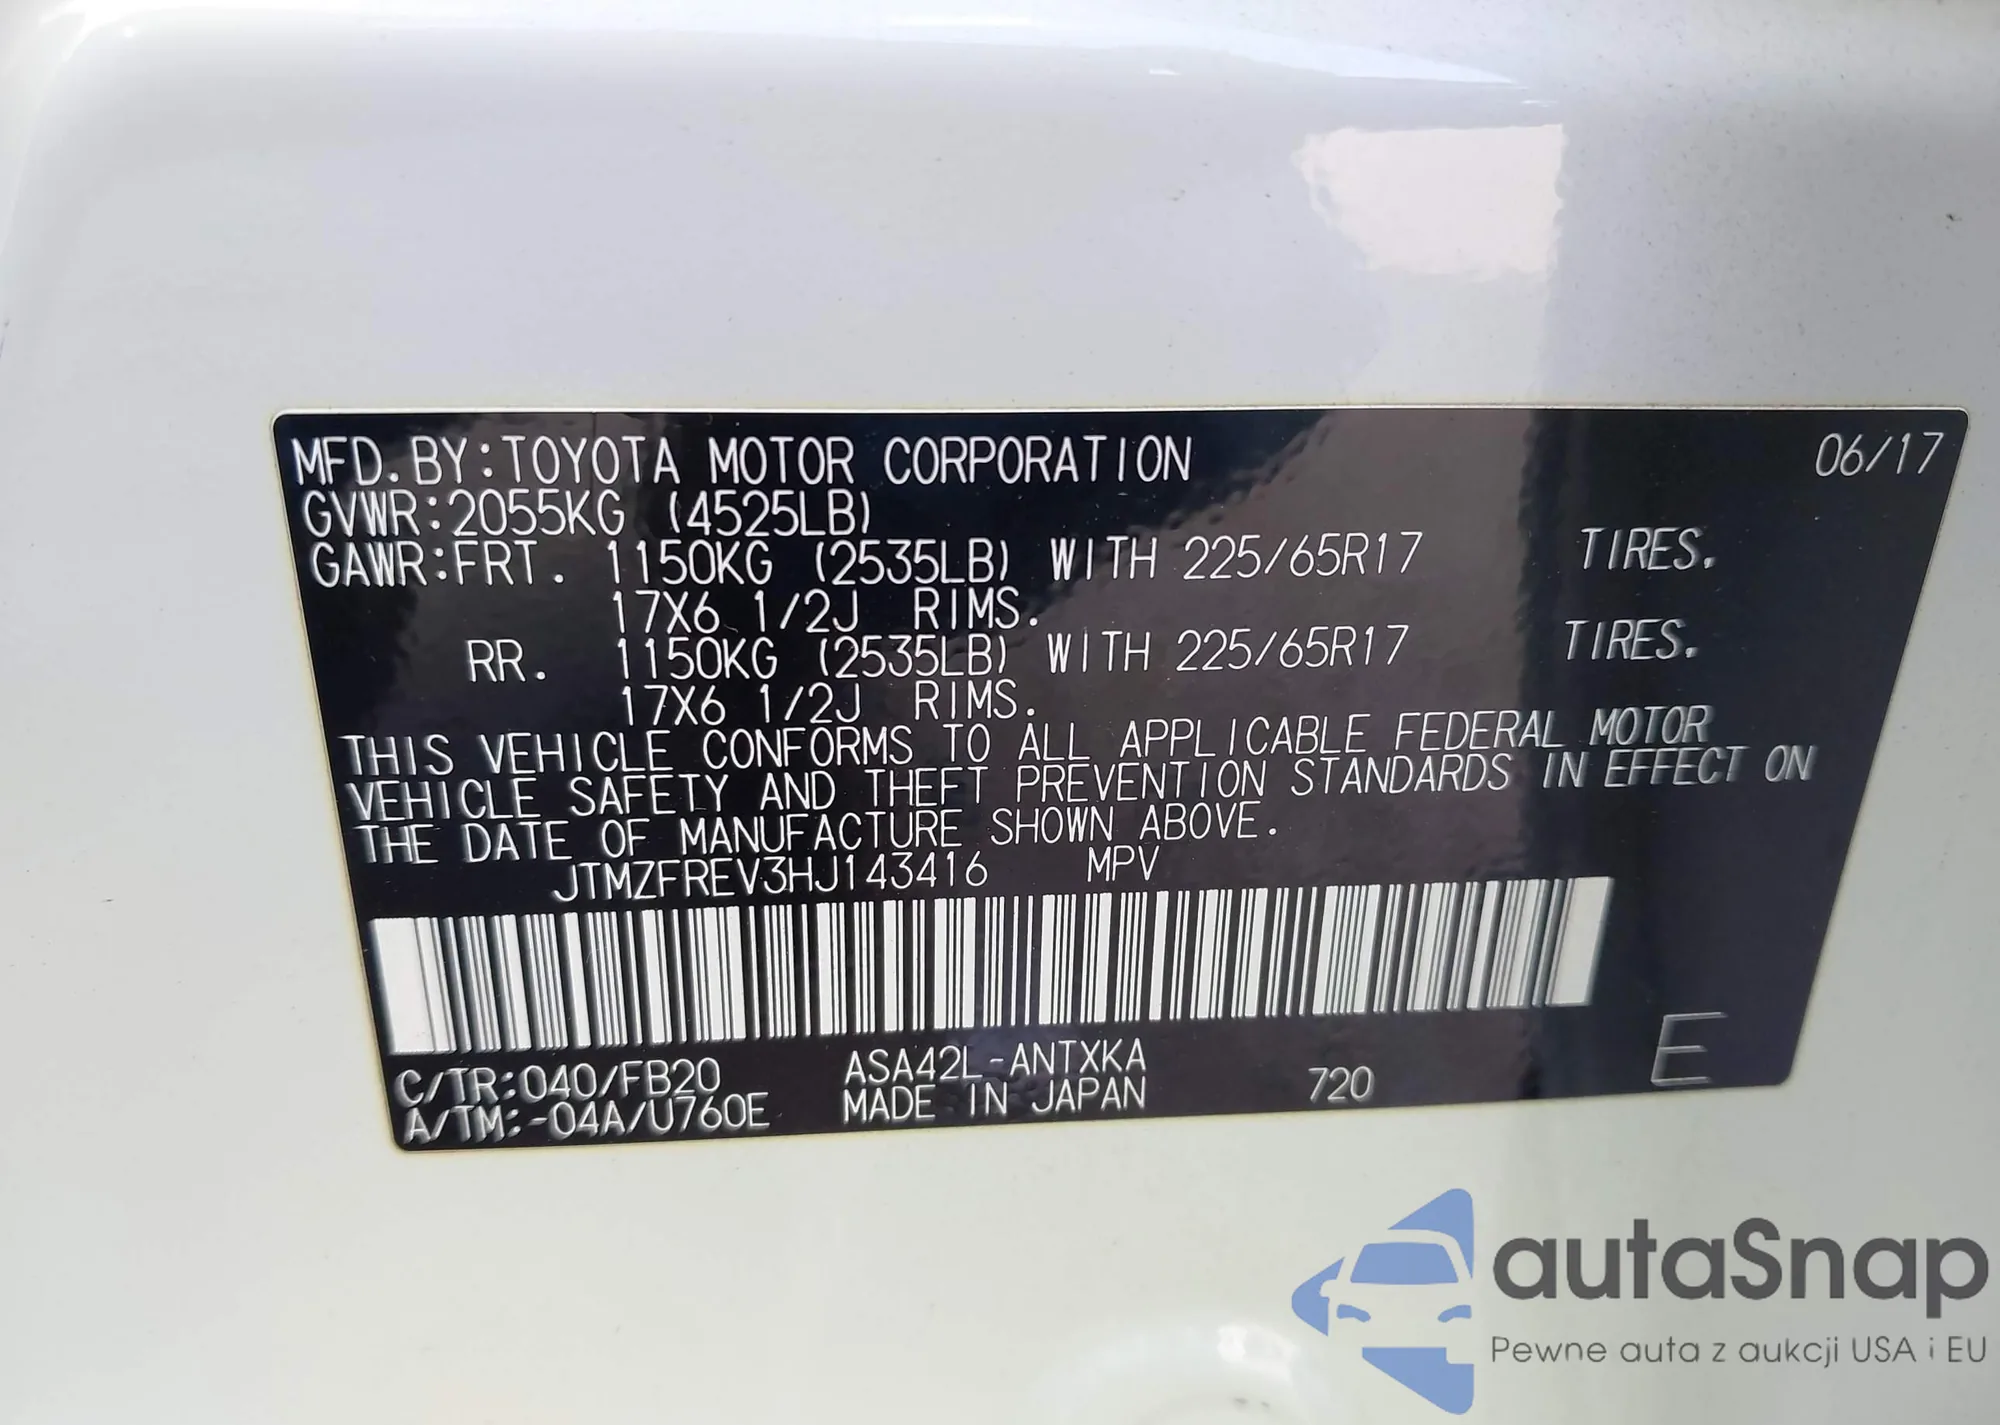 MFD.BY:TOYOTA MOTOR CORPORATION 06/17
GVWR:2055KG (4525LB)
GAWR:FRT. 1150KG (2535LB) WITH 225/65R17 TIRES.
17X6 1/2J RIMS.
RR. 1150KG (2535LB) WITH 225/65R17 TIRES.
17X6 1/2J RIMS.
THIS VEHICLE CONFORMS TO ALL APPLICABLE FEDERAL MOTOR
VEHICLE SAFETY AND THEFT PREVENTION STANDARDS IN EFFECT ON
THE DATE OF MANUFACTURE SHOWN ABOVE.
JTMZFREV3HJ143416 MPV
C/TR:040/FB20 ASA42L-ANTXKA 720 E
A/TM:-04A/U760E MADE IN JAPAN
autaSnap
Pewne auta z aukcji USA i EU